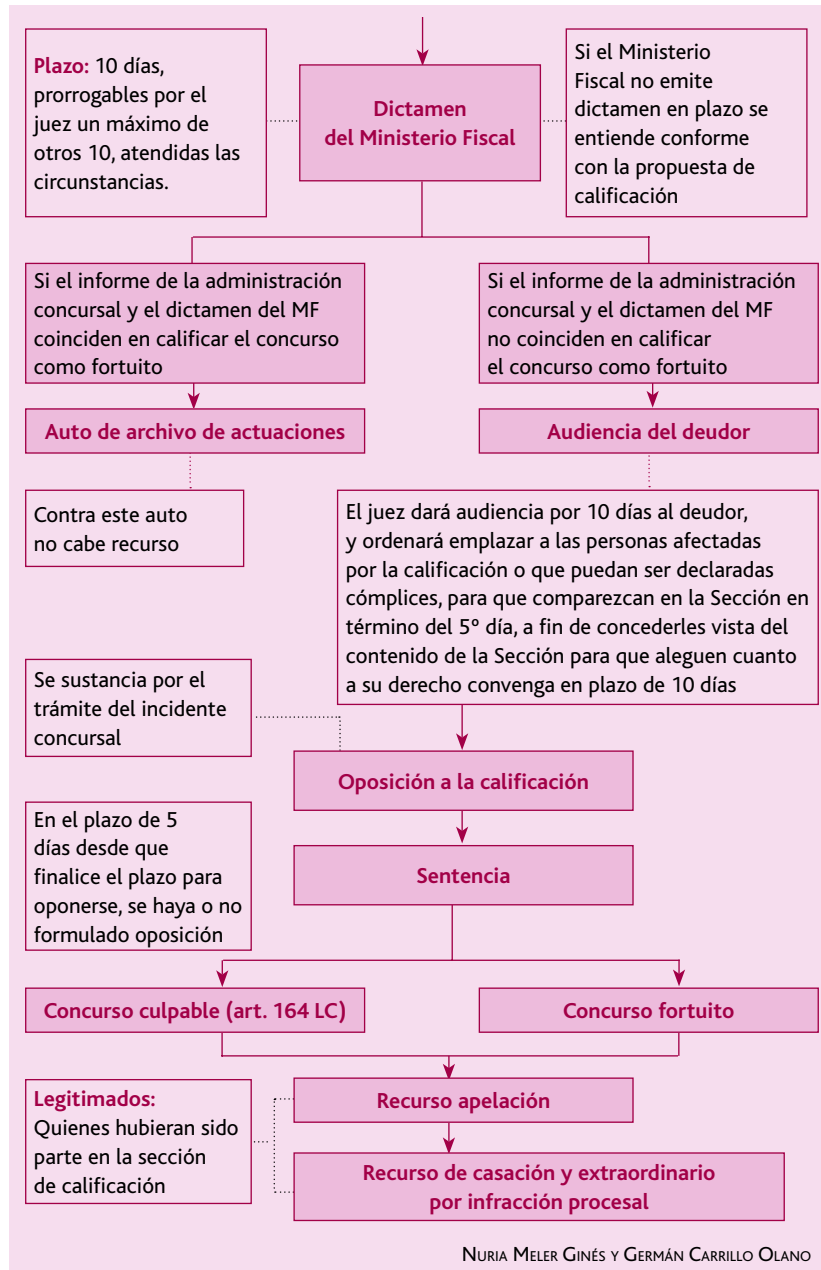 Plazo: 10 días,
prorrogables por el
juez un máximo de
otros 10, atendidas las
circunstancias.
Dictamen
del Ministerio Fiscal
Si el Ministerio
Fiscal no emite
dictamen en plazo se
entiende conforme
con la propuesta de
calificación
Si el informe de la administración
concursal y el dictamen del MF
coinciden en calificar el concurso
como fortuito
Si el informe de la administración
concursal y el dictamen del MF
no coinciden en calificar
el concurso como fortuito
Auto de archivo de actuaciones
Audiencia del deudor
Contra este auto
no cabe recurso
El juez dará audiencia por 10 días al deudor,
y ordenará emplazar a las personas afectadas
por la calificación o que puedan ser declaradas
cómplices, para que comparezcan en la Sección en
término del 5º día, a fin de concederles vista del
contenido de la Sección para que aleguen cuanto
a su derecho convenga en plazo de 10 días
Se sustancia por el
trámite del incidente
concursal
Oposición a la calificación
En el plazo de 5
días desde que
finalice el plazo para
oponerse, se haya o no
formulado oposición
Sentencia
Concurso culpable (art. 164 LC)
Concurso fortuito
Legitimados:
Quienes hubieran sido
parte en la sección
de calificación
Recurso apelación
Recurso de casación y extraordinario
por infracción procesal
Nuria Meler Ginés y Germán Carrillo Olano